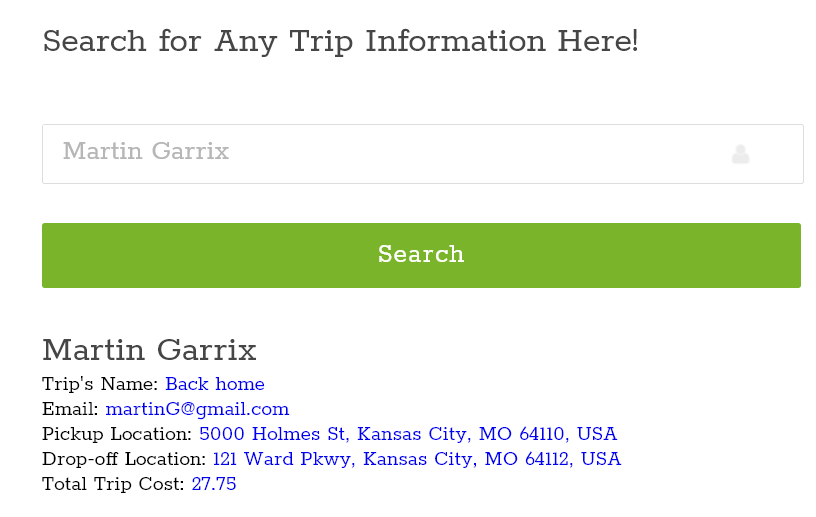 Search for Any Trip Information Here!
Martin Garrix
Search
Martin Garrix
Trip's Name: Back home
Email: martinG@gmail.com
Pickup Location: 5000 Holmes St, Kansas City, MO 64110, USA
Drop-off Location: 121 Ward Pkwy, Kansas City, MO 64112, USA
Total Trip Cost: 27.75